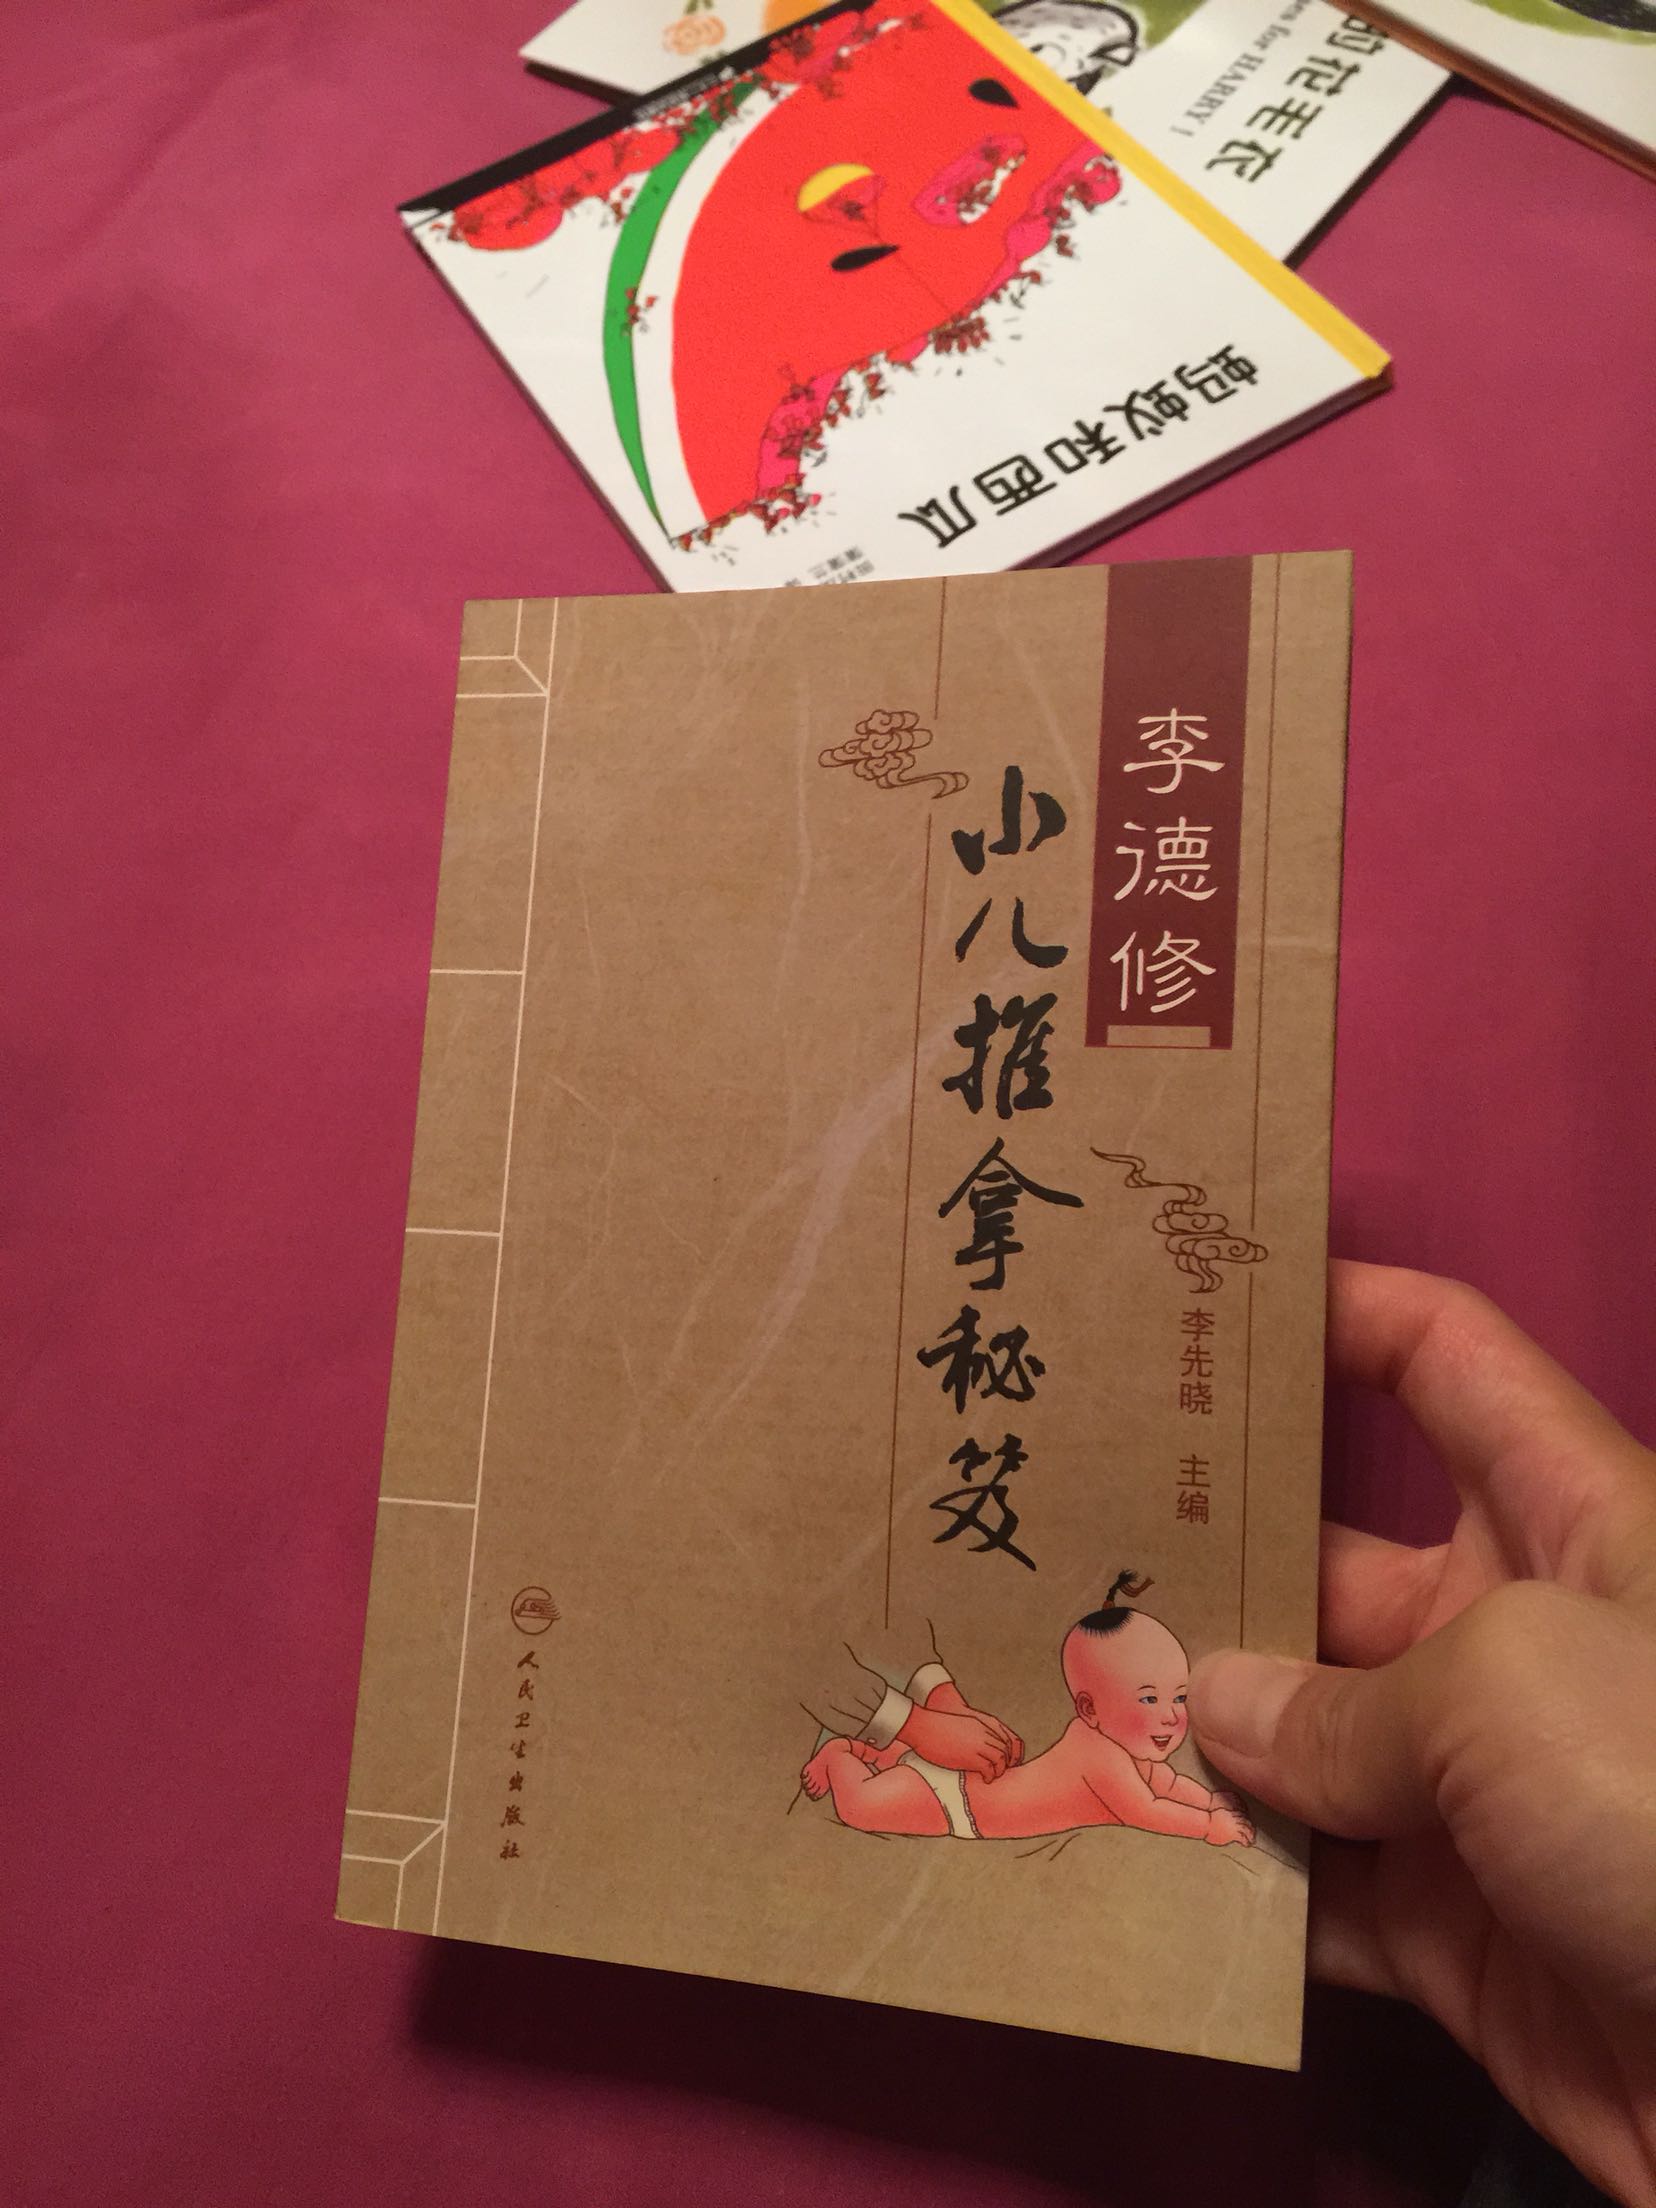 的花毛衣
for HARRY!
蚂蚁和西瓜
李德修
小儿推拿秘笈
李先晓 主编
人民卫生出版社